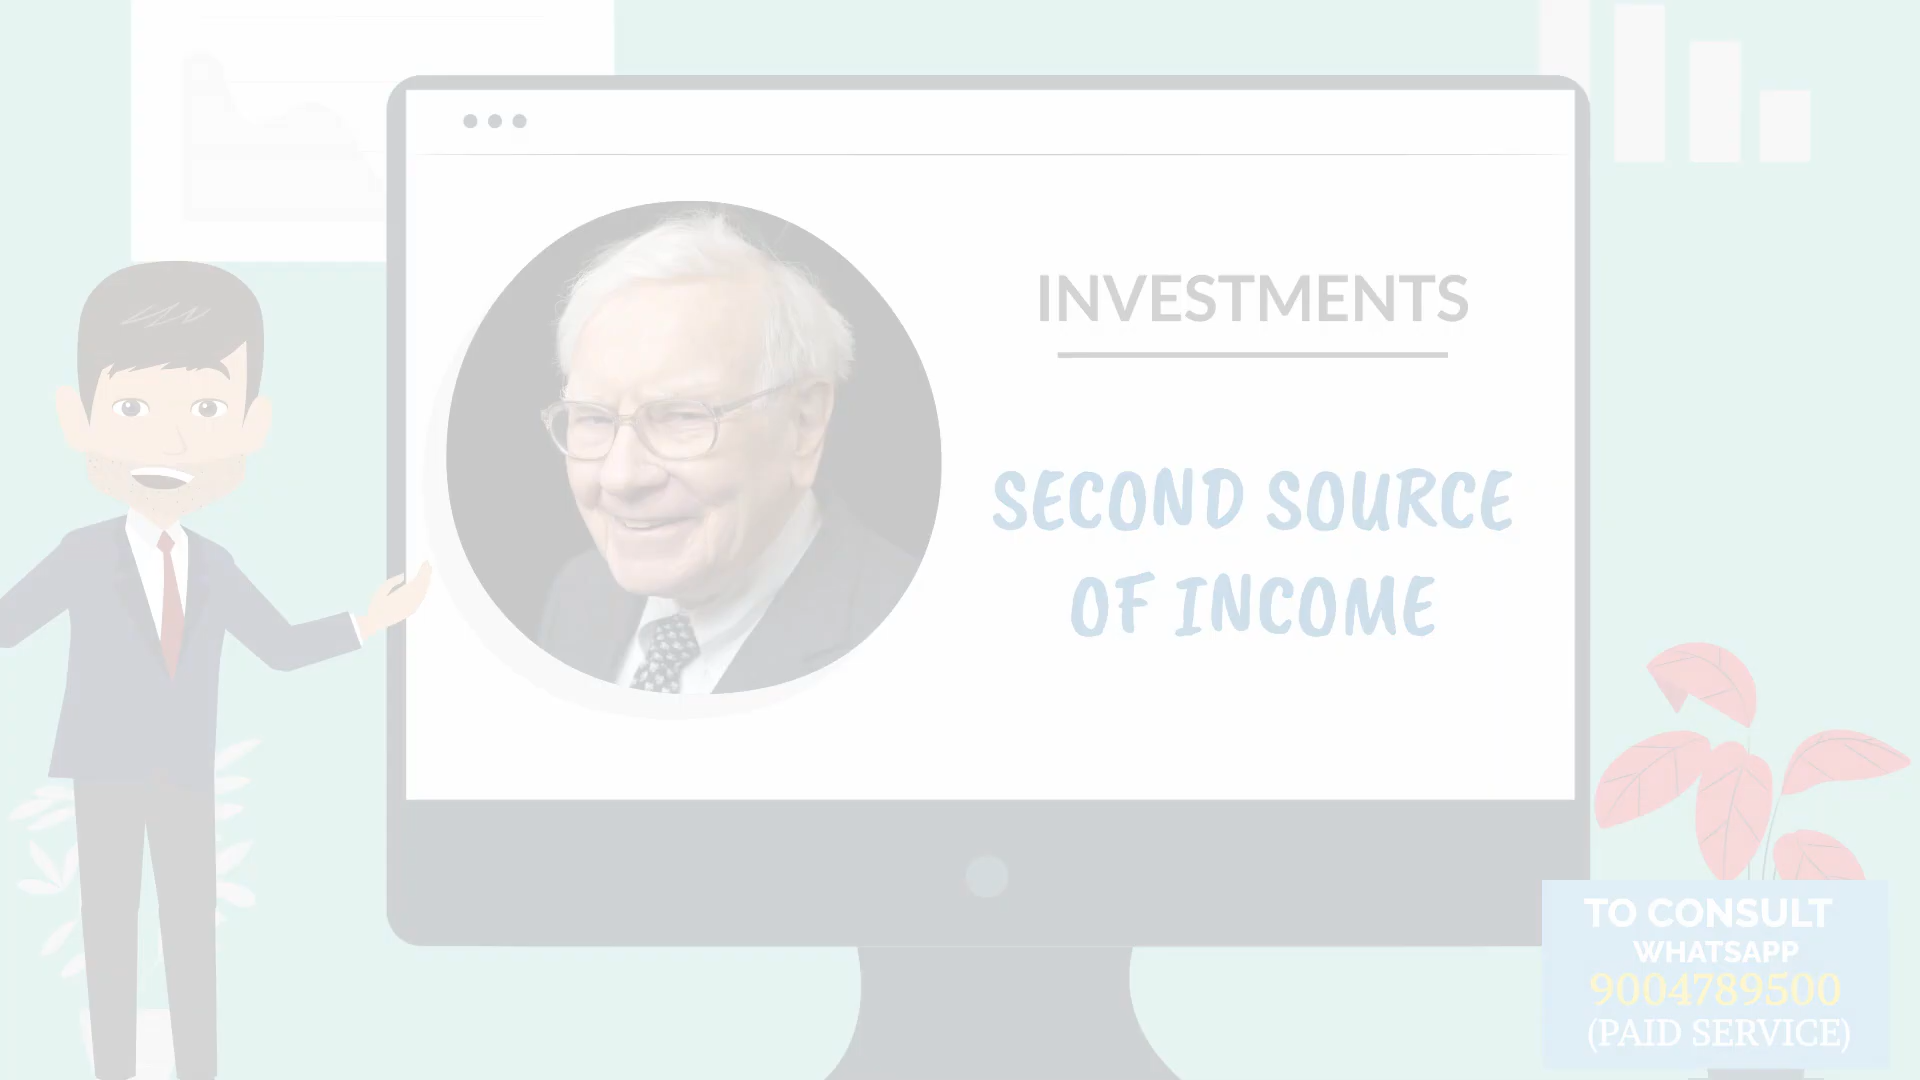 INVESTMENTS
SECOND SOURCE
OF INCOME
TO CONSULT
WHATSAPP
9004789500
(PAID SERVICE)